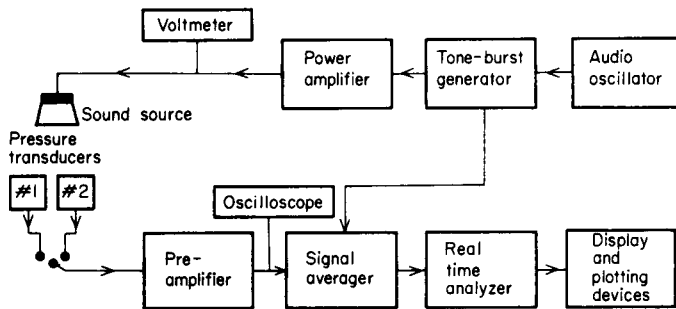 Voltmeter
Power
amplifier
Tone-burst
generator
Audio
oscillator
Sound source
Pressure
transducers
#1
#2
Oscilloscope
Pre-
amplifier
Signal
averager
Real
time
analyzer
Display
and
plotting
devices